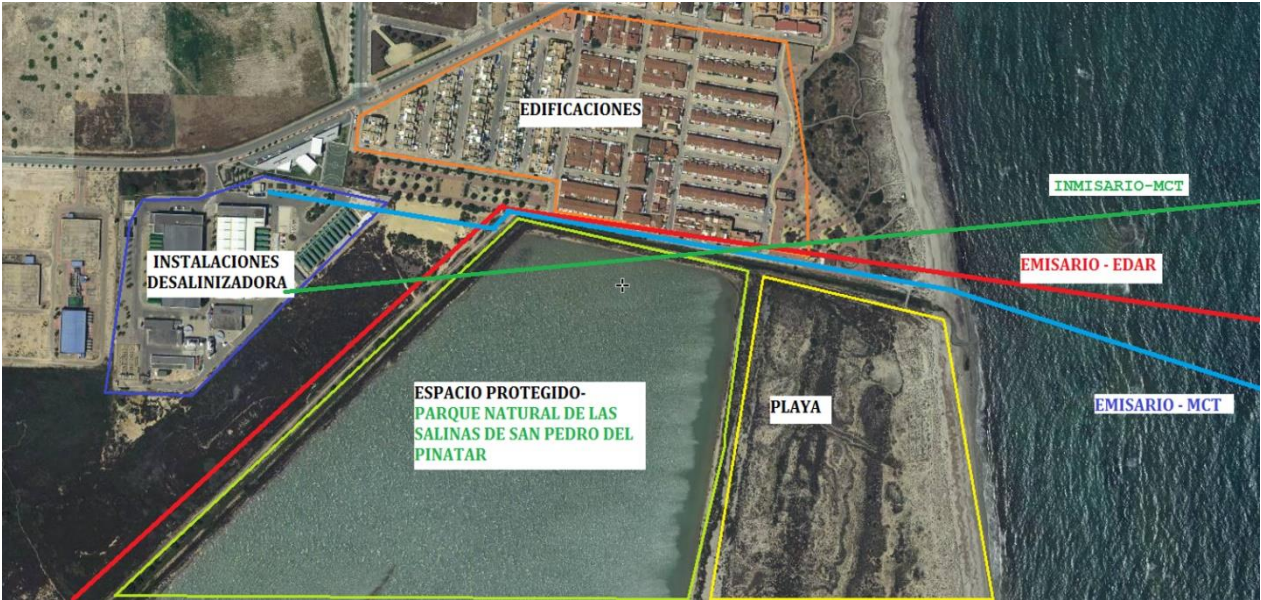 EDIFICACIONES
INMISARIO-MCT
INSTALACIONES
DESALINIZADORA
EMISARIO - EDAR
ESPACIO PROTEGIDO-
PARQUE NATURAL DE LAS
SALINAS DE SAN PEDRO DEL
PINATAR
PLAYA
EMISARIO - MCT